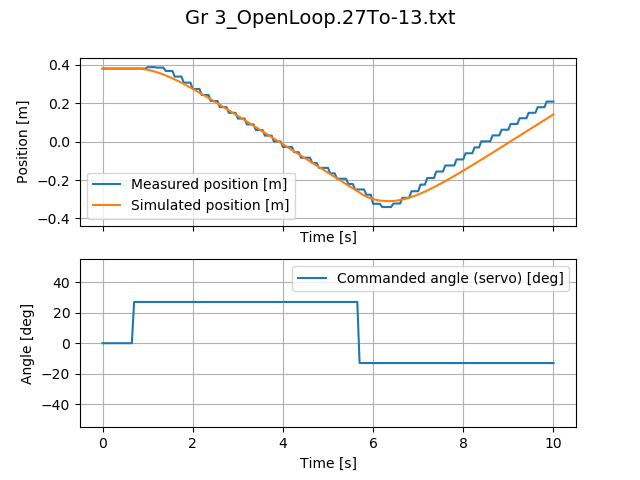 Gr 3_OpenLoop.27To-13.txt
0.4
0.2
0.0
−0.2
−0.4
Position [m]
Measured position [m]
Simulated position [m]
Time [s]
40
20
0
−20
−40
Angle [deg]
Commanded angle (servo) [deg]
0 2 4 6 8 10
Time [s]